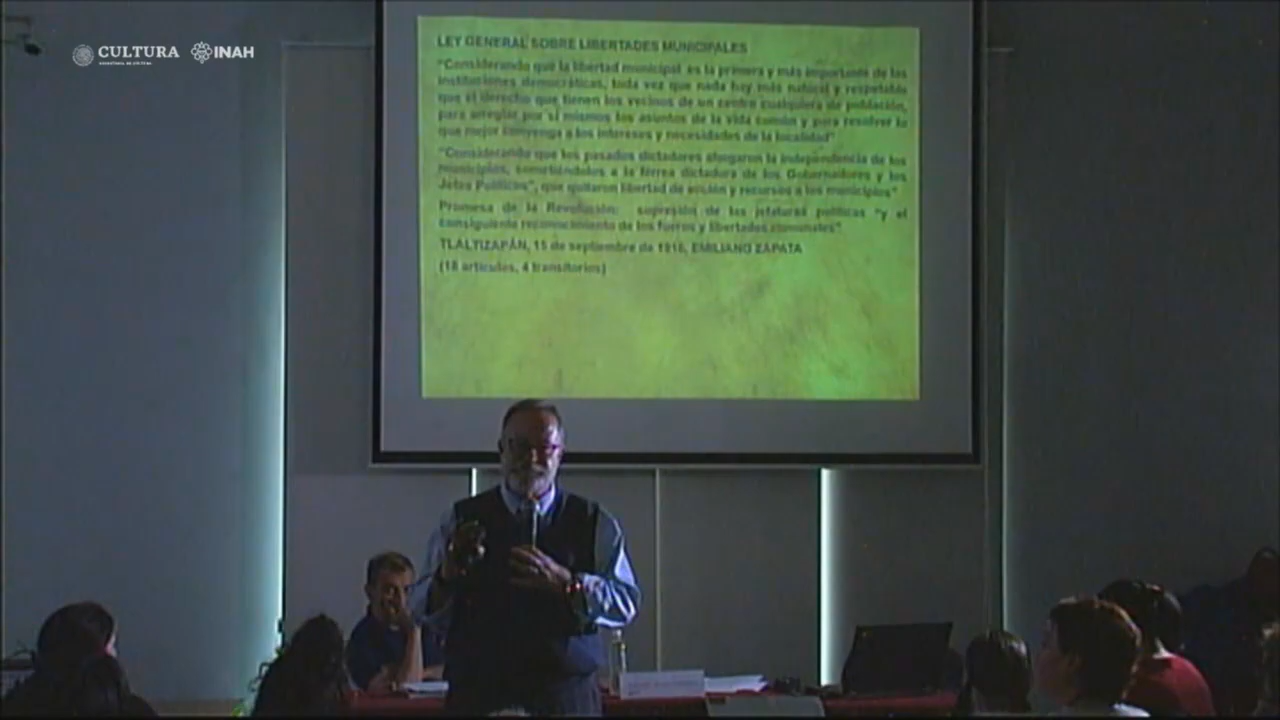 CULTURA
INAH
LEY GENERAL SOBRE LIBERTADES MUNICIPALES
"Considerando que la libertad municipal es la primera y más importante de las
instituciones democráticas, toda vez que nada hay más natural y respetable
que el derecho que tienen los vecinos de un centro cualquiera de población,
para arreglar por sí mismos los asuntos de la vida común y para resolver lo
que mejor convenga a los intereses y necesidades de la localidad"
"Considerando que los pasados dictadores ahogaron la independencia de los
municipios, sometiéndolos a la férrea dictadura de los Gobernadores y los
Jefes Políticos", que quitaron libertad de acción y recursos a los municipios"
Promesa de la Revolución: supresión de las jefaturas políticas "y el
consiguiente reconocimiento de los fueros y libertades comunales".
TLALTIZAPÁN, 15 de septiembre de 1916, EMILIANO ZAPATA
(18 artículos, 4 transitorios)